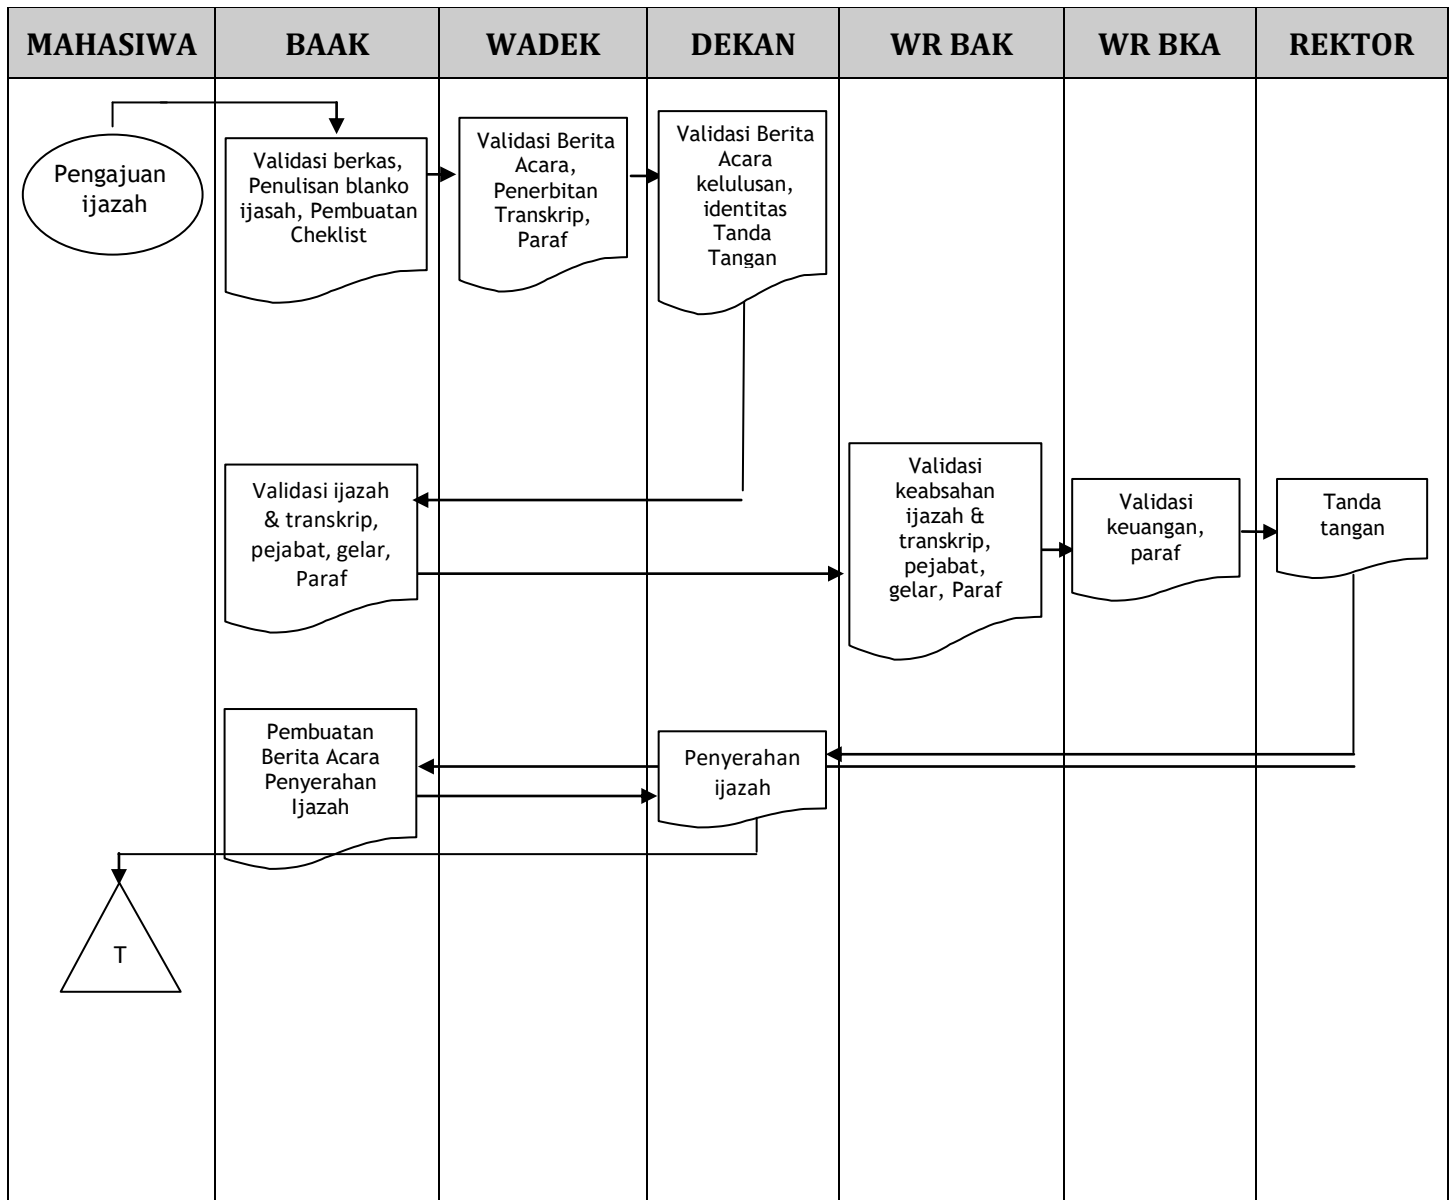 MAHASIWA
BAAK
WADEK
DEKAN
WR BAK
WR BKA
REKTOR
Pengajuan
ijazah
Validasi berkas,
Penulisan blanko
ijasah, Pembuatan
Cheklist
Validasi Berita
Acara,
Penerbitan
Transkrip,
Paraf
Validasi Berita
Acara
kelulusan,
identitas
Tanda
Tangan
Validasi ijazah
& transkrip,
pejabat, gelar,
Paraf
Validasi
keabsahan
ijazah &
transkrip,
pejabat,
gelar, Paraf
Validasi
keuangan,
paraf
Tanda
tangan
Pembuatan
Berita Acara
Penyerahan
Ijazah
Penyerahan
ijazah
T